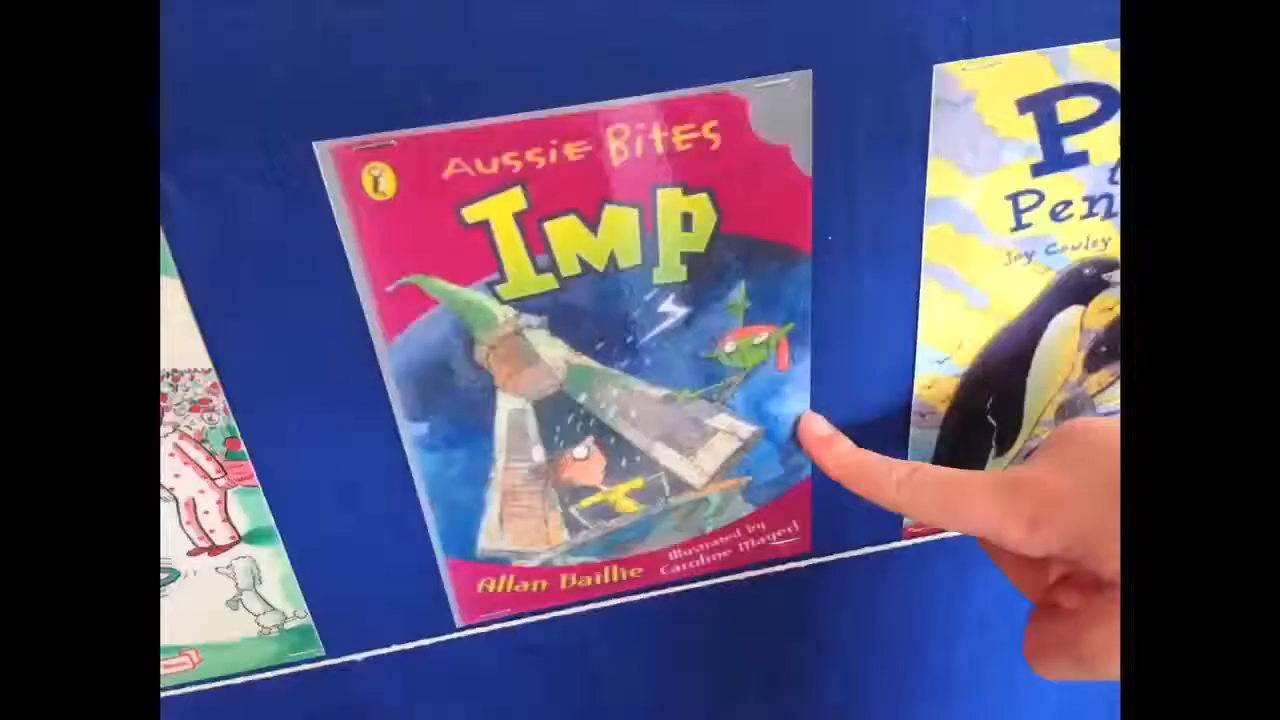 Aussie Bites
Imp
Illustrated by
Allan Baillie Caroline Magerl
P
Pen
Joy Cowley